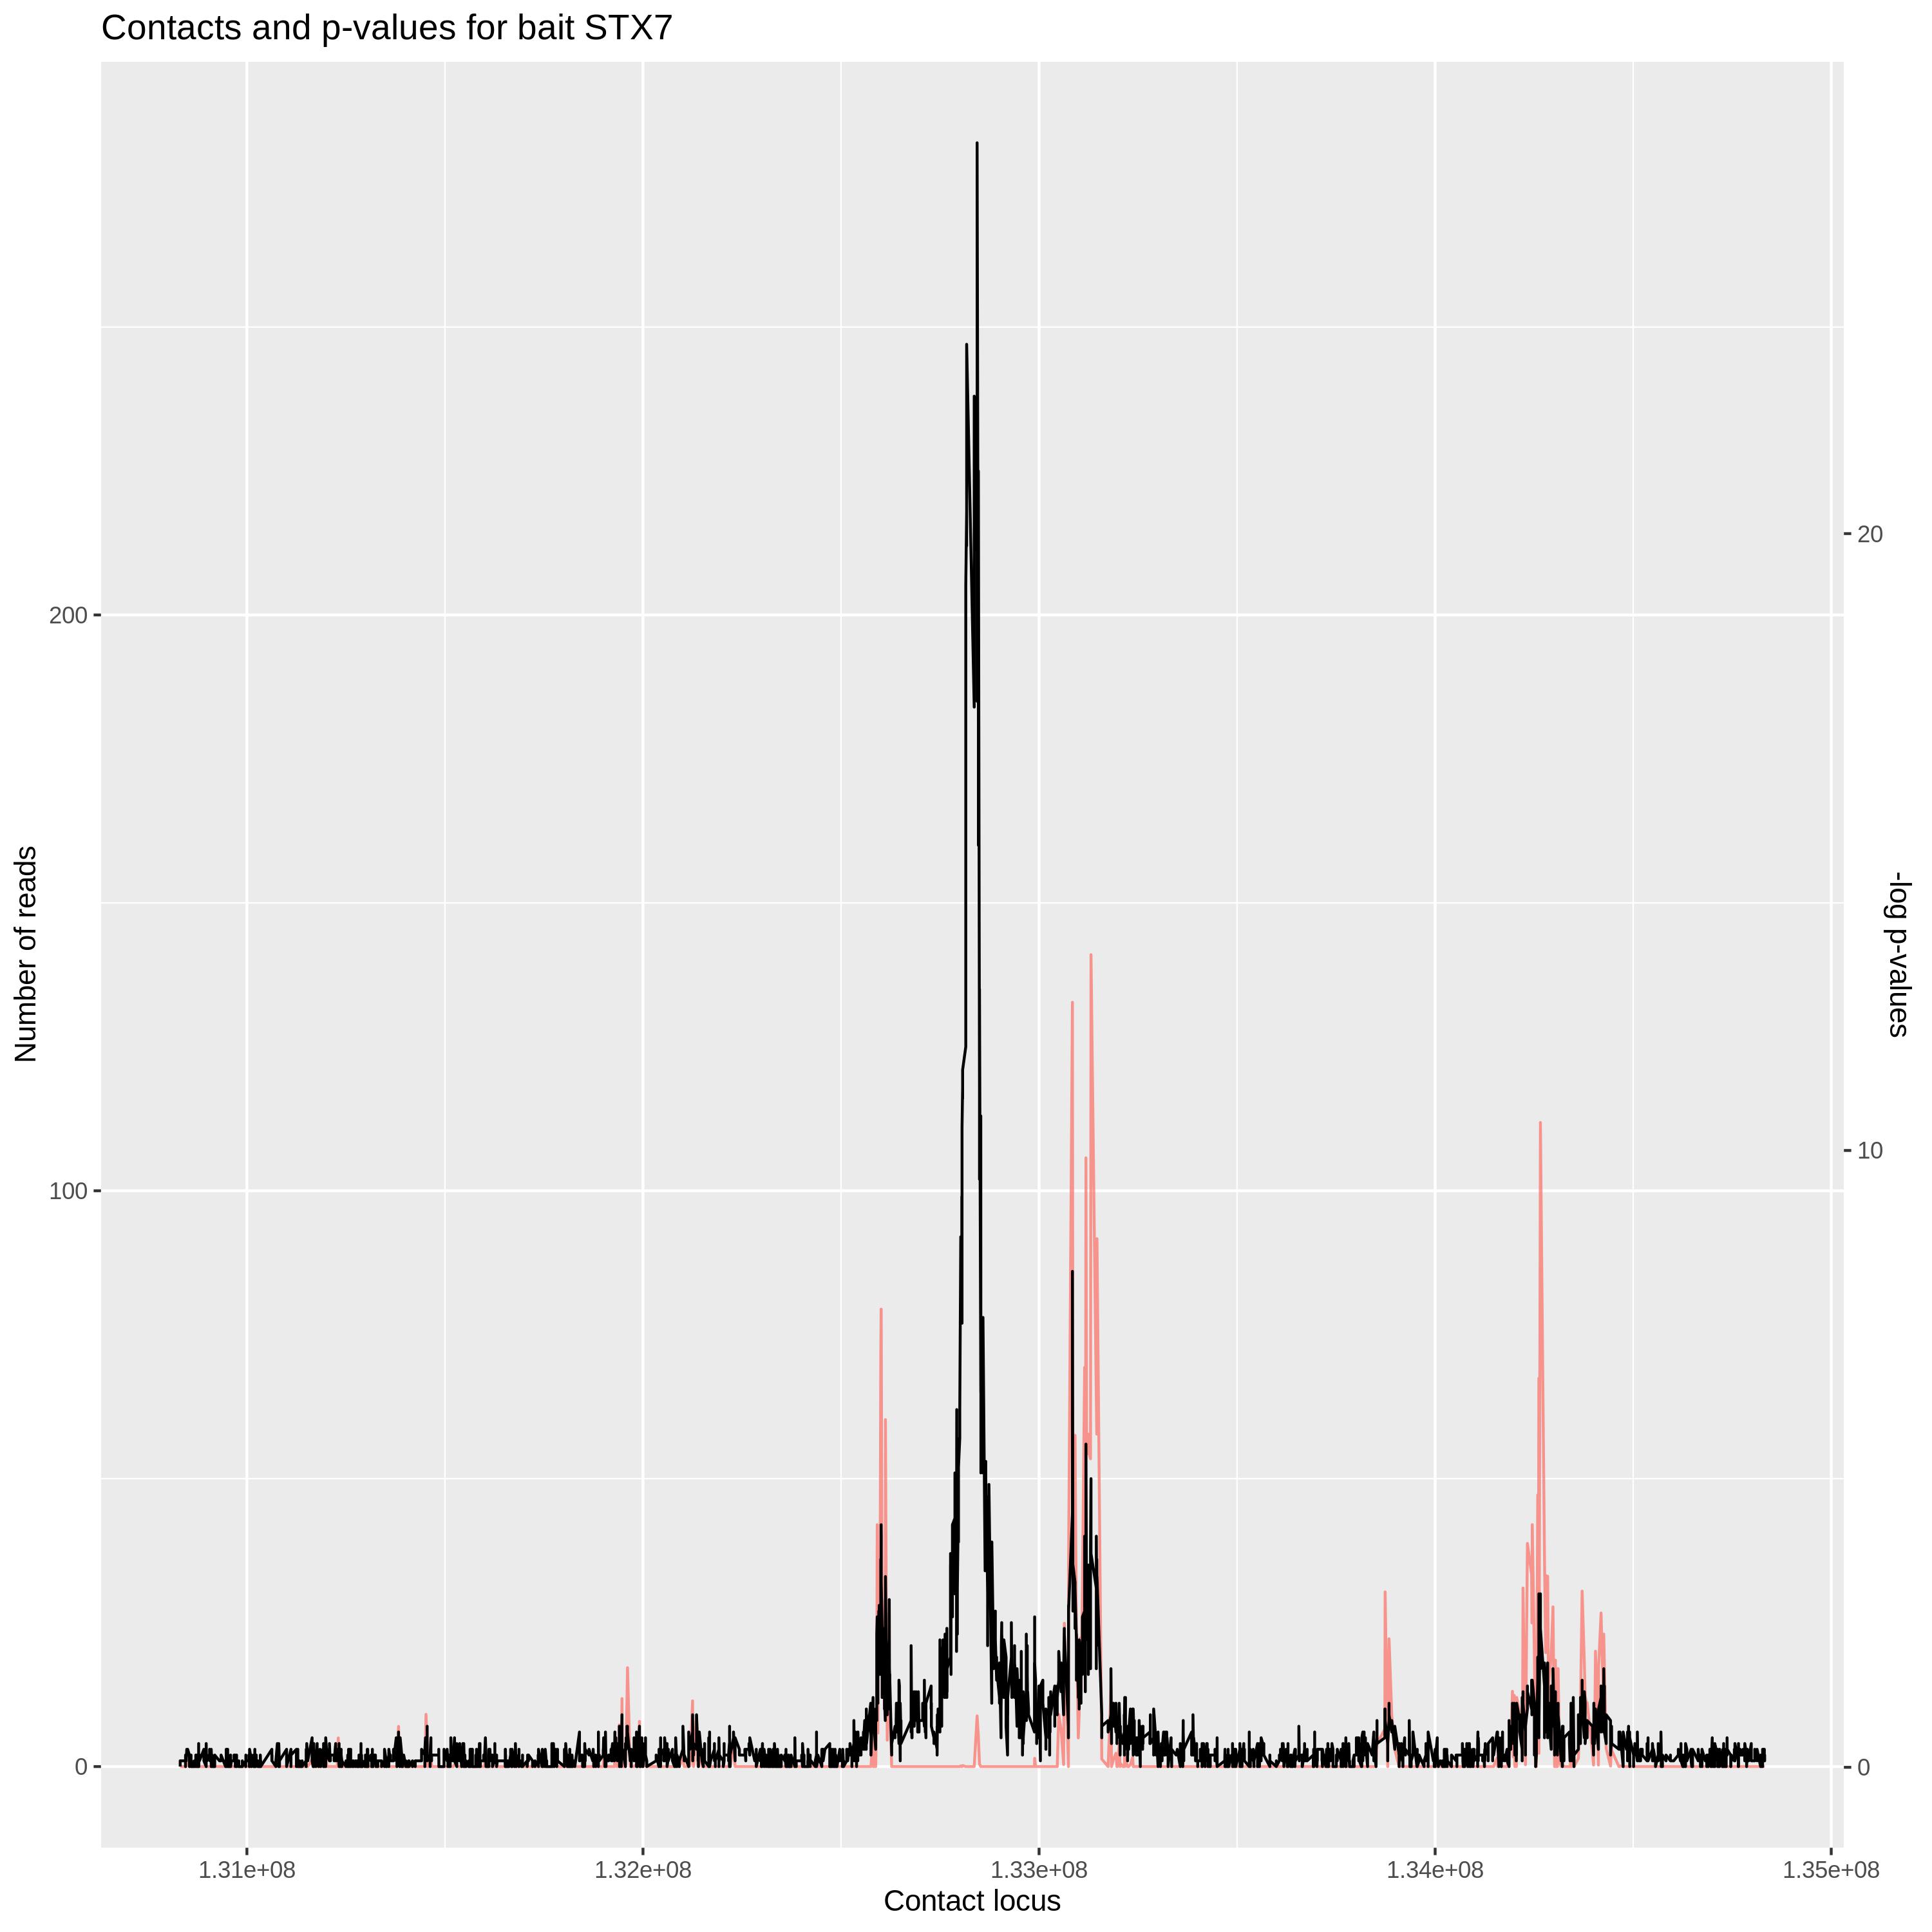 Contacts and p-values for bait STX7
Number of reads
200
100
0
20
10
0
-log p-values
1.31e+08 1.32e+08 1.33e+08 1.34e+08 1.35e+08
Contact locus